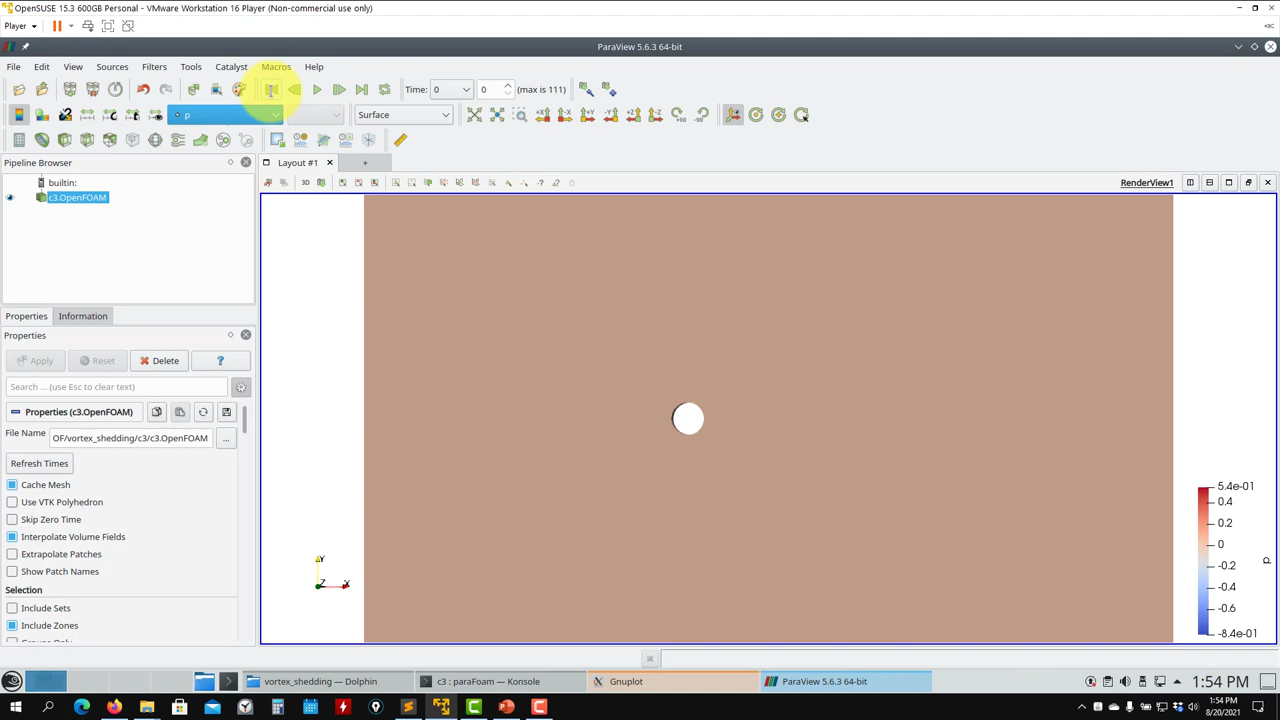 OpenSUSE 15.3 600GB Personal - VMware Workstation 16 Player (Non-commercial use only)
Player
ParaView 5.6.3 64-bit
File Edit View Sources Filters Tools Catalyst Macros Help
Time: 0 0 (max is 111)
p Surface +X -X +Y -Y +Z -Z +90 -90
Pipeline Browser
Layout #1 +
builtin:
3D RenderView1
c3.OpenFOAM
Properties Information
Properties
Apply Reset Delete ?
Search ... (use Esc to clear text)
Properties (c3.OpenFOAM)
File Name OF/vortex_shedding/c3/c3.OpenFOAM ...
Refresh Times
Cache Mesh
Use VTK Polyhedron
Skip Zero Time
Interpolate Volume Fields
Extrapolate Patches
Show Patch Names
Selection
Include Sets
Include Zones
Y
Z X
5.4e-01
0.4
0.2
0
-0.2
-0.4
-0.6
-8.4e-01
p
vortex_shedding — Dolphin c3 : paraFoam — Konsole Gnuplot ParaView 5.6.3 64-bit 1:54 PM
1:54 PM
8/20/2021